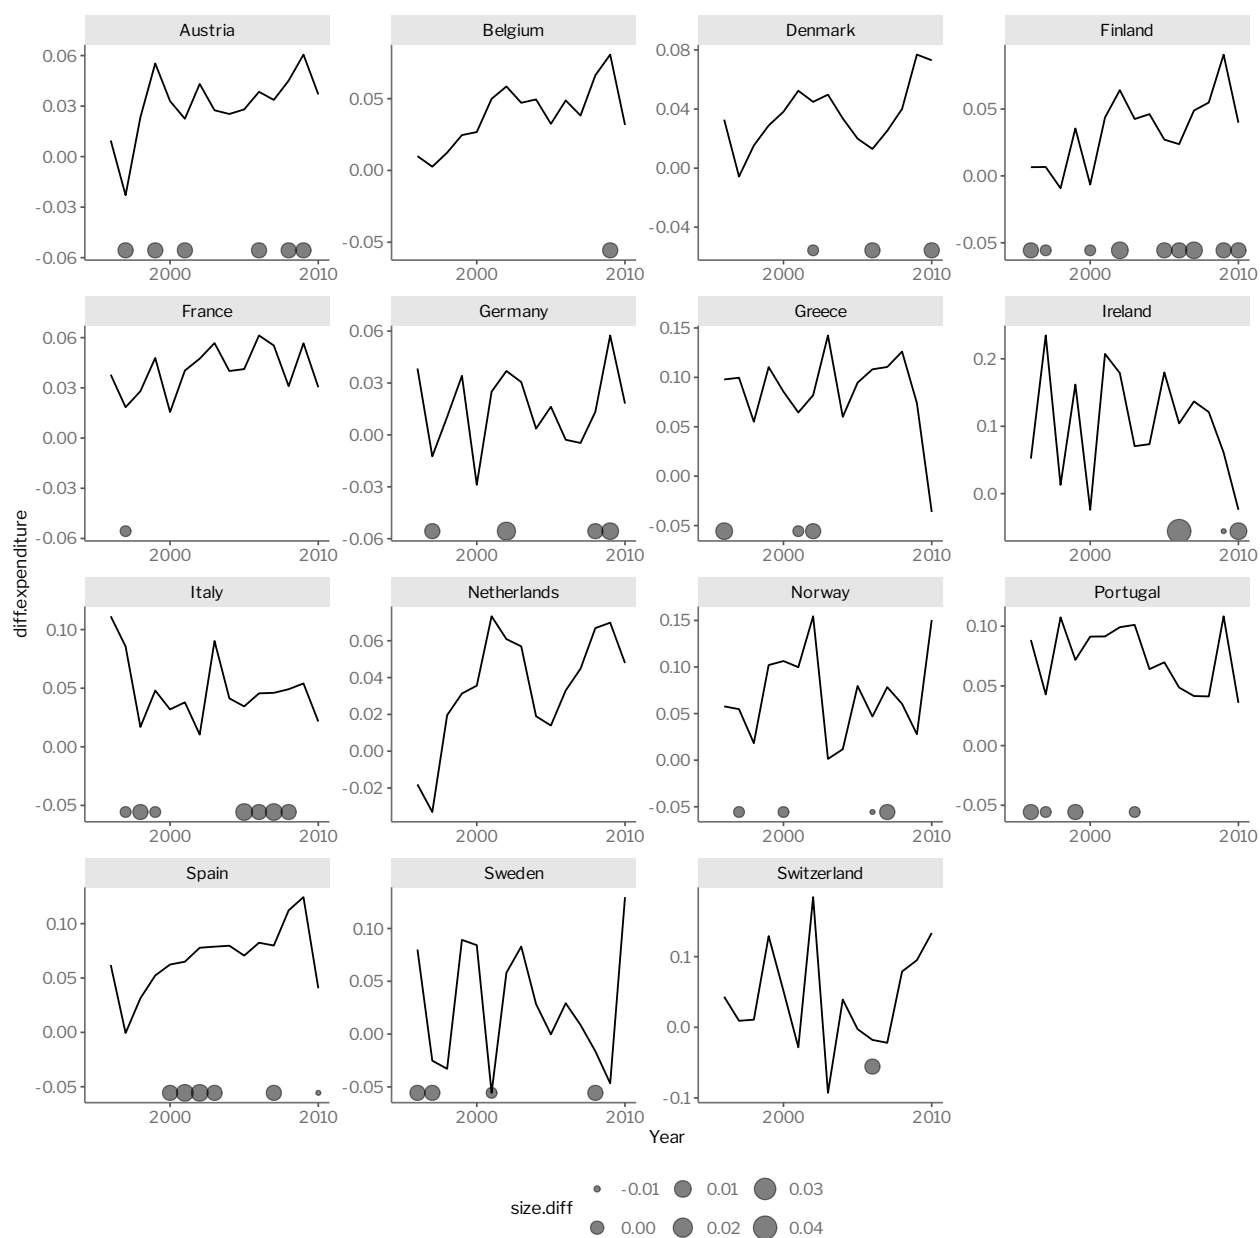 Austria Belgium Denmark Finland
0.06 0.03 0.00 -0.03 -0.06
0.05 0.00 -0.05
0.08 0.04 0.00 -0.04
0.05 0.00 -0.05
2000 2010 2000 2010 2000 2010 2000 2010
France Germany Greece Ireland
0.06 0.03 0.00 -0.03 -0.06
0.06 0.03 0.00 -0.03 -0.06
0.15 0.10 0.05 0.00 -0.05
0.2 0.1 0.0
2000 2010 2000 2010 2000 2010 2000 2010
diff.expenditure
Italy Netherlands Norway Portugal
0.10 0.05 0.00 -0.05
0.06 0.04 0.02 0.00 -0.02
0.15 0.10 0.05 0.00 -0.05
0.10 0.05 0.00 -0.05
2000 2010 2000 2010 2000 2010 2000 2010
Spain Sweden Switzerland
0.10 0.05 0.00 -0.05
0.10 0.05 0.00 -0.05
0.1 0.0 -0.1
2000 2010 2000 2010 2000 2010
Year
size.diff
-0.01 0.01 0.03
0.00 0.02 0.04